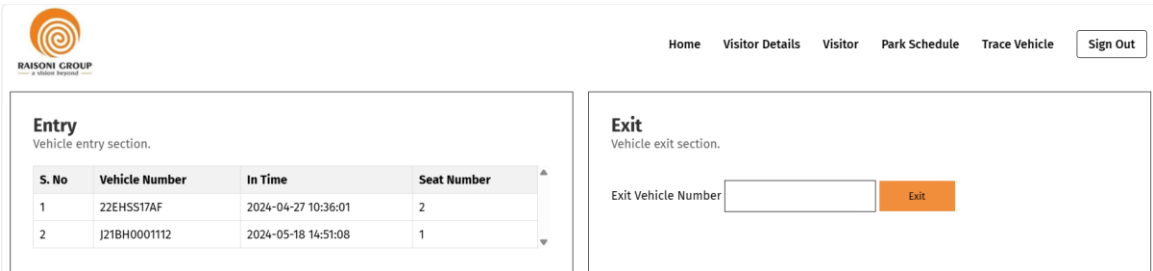 RAISONI GROUP
a vision beyond
Home Visitor Details Visitor Park Schedule Trace Vehicle Sign Out
Entry
Vehicle entry section.
S. No Vehicle Number In Time Seat Number
1 22EHSS17AF 2024-04-27 10:36:01 2
2 J21BH0001112 2024-05-18 14:51:08 1
Exit
Vehicle exit section.
Exit Vehicle Number Exit